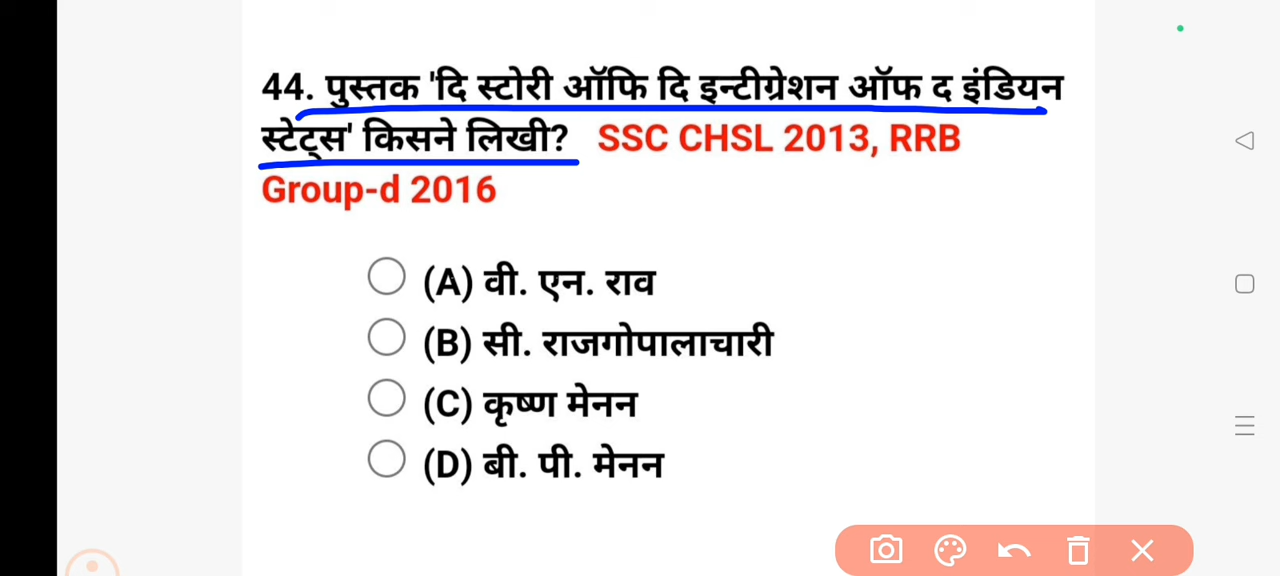 44. पुस्तक 'दि स्टोरी ऑफि दि इन्टीग्रेशन ऑफ द इंडियन
स्टेट्स' किसने लिखी? SSC CHSL 2013, RRB
Group-d 2016
(A) वी. एन. राव
(B) सी. राजगोपालाचारी
(C) कृष्ण मेनन
(D) बी. पी. मेनन